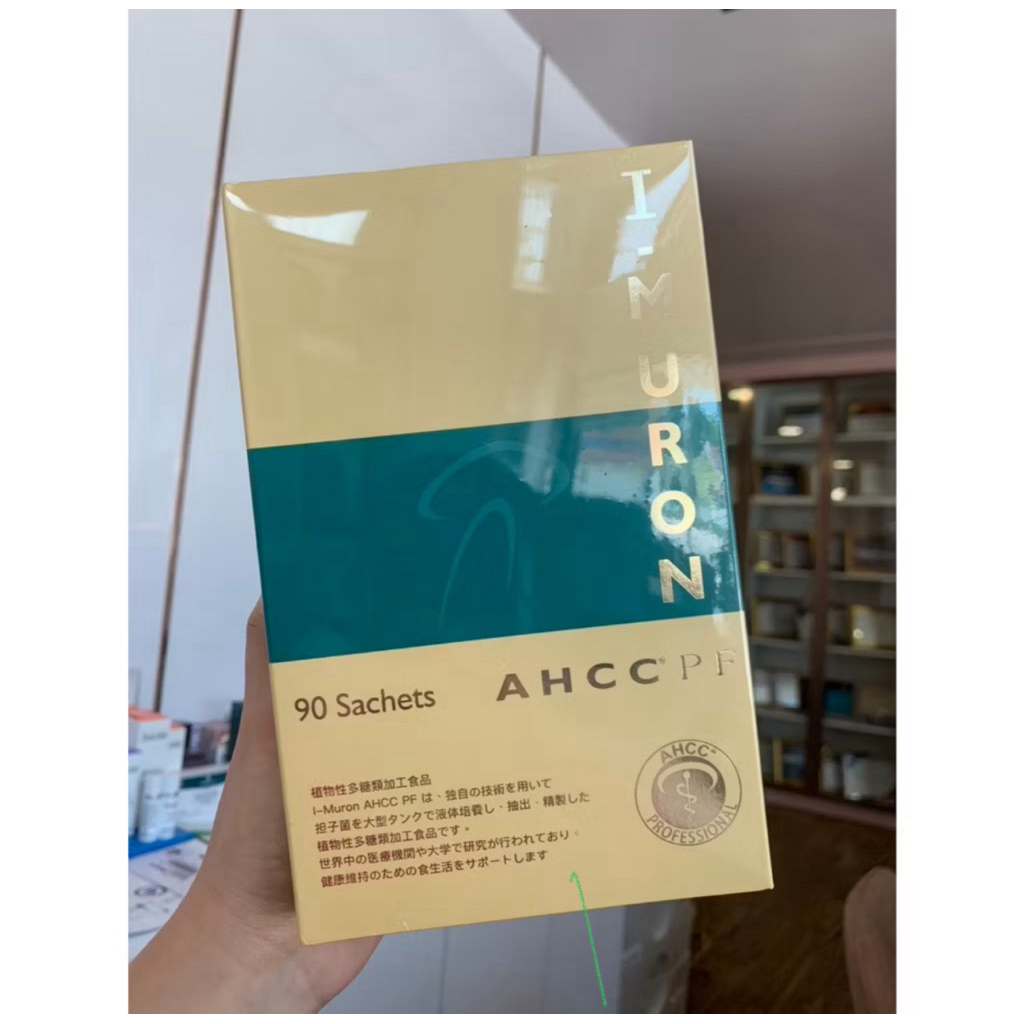 I-MURON
90 Sachets
AHCC® PF
植物性多糖類加工食品
I-Muron AHCC PF は、独自の技術を用いて
担子菌を大型タンクで液体培養し、抽出・精製した
植物性多糖類加工食品です。
世界中の医療機関や大学で研究が行われており、
健康維持のための食生活をサポートします
AHCC®
PROFESSIONAL